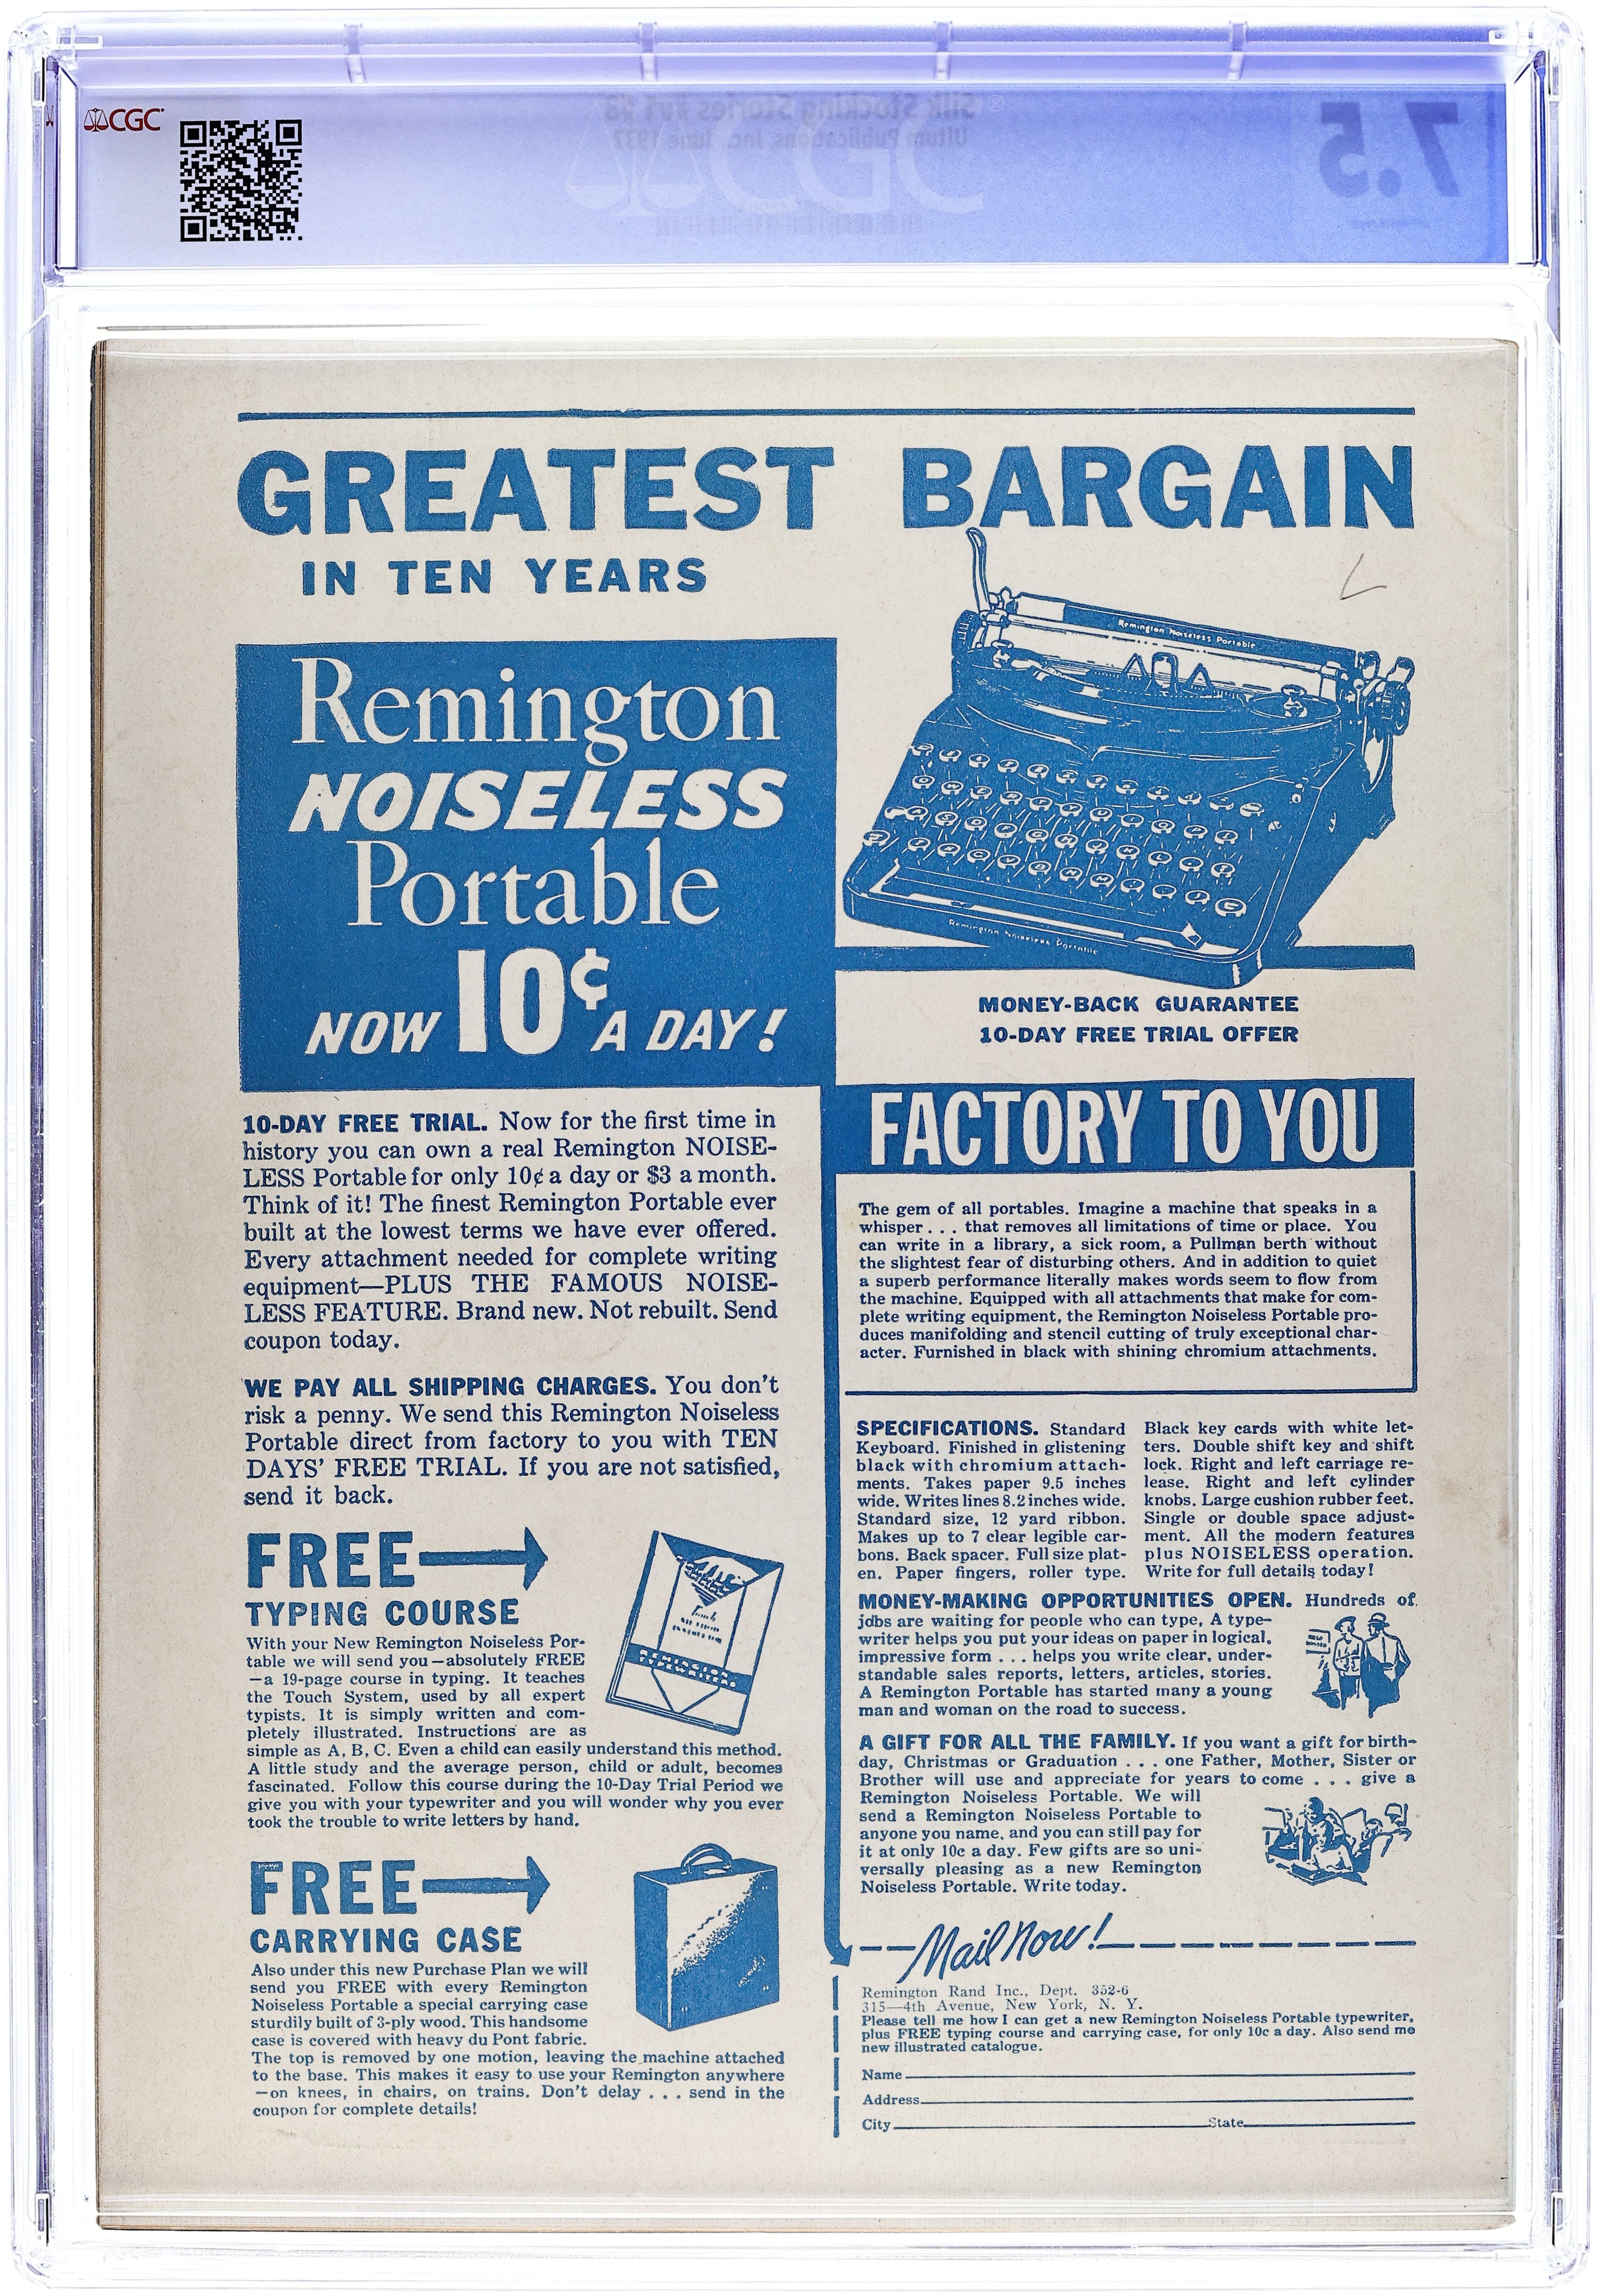 CGC
Silk Stocking Stories #v1 #8
Ultem Publications, Inc., June 1937
7.5
GREATEST BARGAIN
IN TEN YEARS
Remington Noiseless Portable
Remington
NOISELESS
Portable
NOW 10¢ A DAY!
Remington Noiseless Portable
MONEY-BACK GUARANTEE
10-DAY FREE TRIAL OFFER
10-DAY FREE TRIAL. Now for the first time in
history you can own a real Remington NOISE-
LESS Portable for only 10¢ a day or $3 a month.
Think of it! The finest Remington Portable ever
built at the lowest terms we have ever offered.
Every attachment needed for complete writing
equipment—PLUS THE FAMOUS NOISE-
LESS FEATURE. Brand new. Not rebuilt. Send
coupon today.
WE PAY ALL SHIPPING CHARGES. You don't
risk a penny. We send this Remington Noiseless
Portable direct from factory to you with TEN
DAYS' FREE TRIAL. If you are not satisfied,
send it back.
FREE
TYPING COURSE
With your New Remington Noiseless Por-
table we will send you—absolutely FREE
—a 19-page course in typing. It teaches
the Touch System, used by all expert
typists. It is simply written and com-
pletely illustrated. Instructions are as
simple as A, B, C. Even a child can easily understand this method.
A little study and the average person, child or adult, becomes
fascinated. Follow this course during the 10-Day Trial Period we
give you with your typewriter and you will wonder why you ever
took the trouble to write letters by hand.
REMINGTON
TYPEWRITER
FREE
CARRYING CASE
Also under this new Purchase Plan we will
send you FREE with every Remington
Noiseless Portable a special carrying case
sturdily built of 3-ply wood. This handsome
case is covered with heavy du Pont fabric.
The top is removed by one motion, leaving the machine attached
to the base. This makes it easy to use your Remington anywhere
—on knees, in chairs, on trains. Don't delay . . . send in the
coupon for complete details!
FACTORY TO YOU
The gem of all portables. Imagine a machine that speaks in a
whisper . . . that removes all limitations of time or place. You
can write in a library, a sick room, a Pullman berth without
the slightest fear of disturbing others. And in addition to quiet
a superb performance literally makes words seem to flow from
the machine. Equipped with all attachments that make for com-
plete writing equipment, the Remington Noiseless Portable pro-
duces manifolding and stencil cutting of truly exceptional char-
acter. Furnished in black with shining chromium attachments.
SPECIFICATIONS. Standard
Keyboard. Finished in glistening
black with chromium attach-
ments. Takes paper 9.5 inches
wide. Writes lines 8.2 inches wide.
Standard size, 12 yard ribbon.
Makes up to 7 clear legible car-
bons. Back spacer. Full size plat-
en. Paper fingers, roller type.
Black key cards with white let-
ters. Double shift key and shift
lock. Right and left carriage re-
lease. Right and left cylinder
knobs. Large cushion rubber feet.
Single or double space adjust-
ment. All the modern features
plus NOISELESS operation.
Write for full details today!
MONEY-MAKING OPPORTUNITIES OPEN. Hundreds of
jobs are waiting for people who can type, A type-
writer helps you put your ideas on paper in logical,
impressive form . . . helps you write clear, under-
standable sales reports, letters, articles, stories.
A Remington Portable has started many a young
man and woman on the road to success.
A GIFT FOR ALL THE FAMILY. If you want a gift for birth-
day, Christmas or Graduation . . . one Father, Mother, Sister or
Brother will use and appreciate for years to come . . . give a
Remington Noiseless Portable. We will
send a Remington Noiseless Portable to
anyone you name, and you can still pay for
it at only 10c a day. Few gifts are so uni-
versally pleasing as a new Remington
Noiseless Portable. Write today.
Mail Now!
Remington Rand Inc., Dept. 352-6
315—4th Avenue, New York, N. Y.
Please tell me how I can get a new Remington Noiseless Portable typewriter,
plus FREE typing course and carrying case, for only 10c a day. Also send me
new illustrated catalogue.
Name
Address
City State